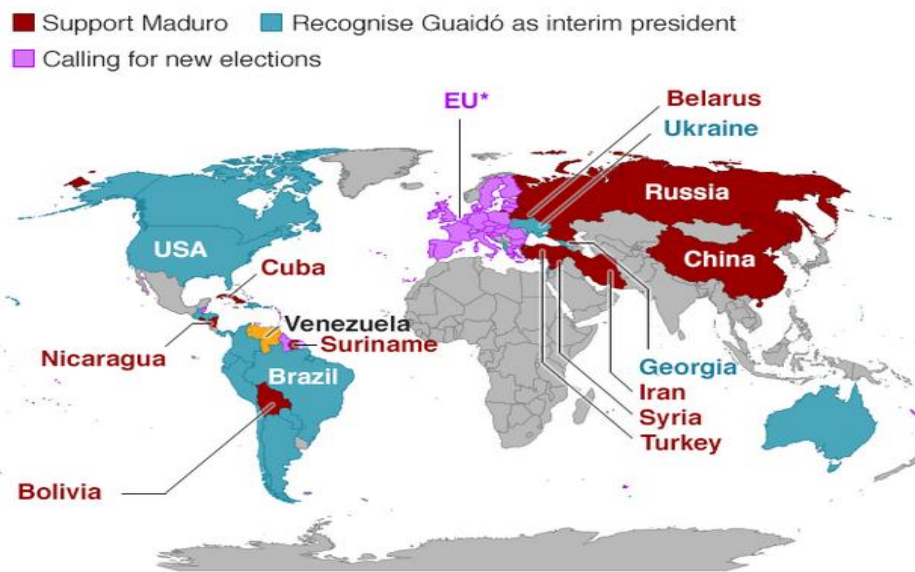 Support Maduro
Recognise Guaidó as interim president
Calling for new elections
EU*
Belarus
Ukraine
Russia
USA
China
Cuba
Venezuela
Suriname
Nicaragua
Brazil
Georgia
Iran
Syria
Turkey
Bolivia